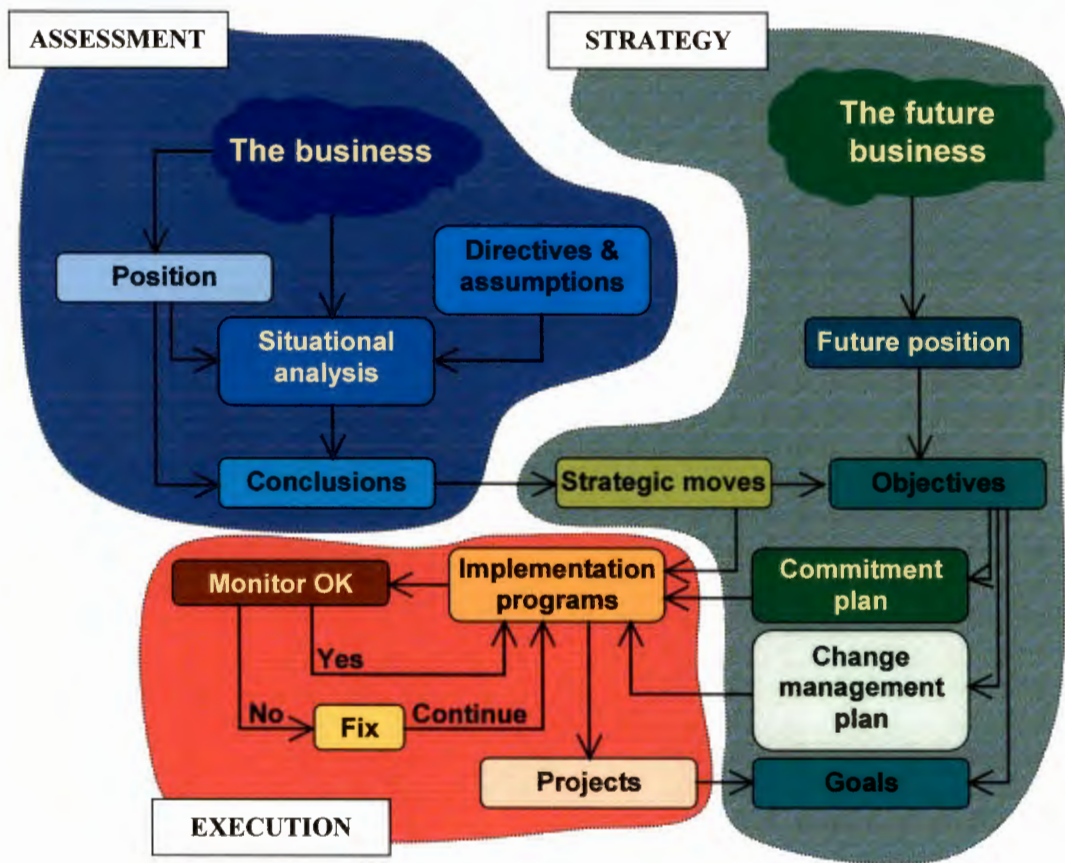 ASSESSMENT
STRATEGY
The business
The future
business
Position
Directives &
assumptions
Situational
analysis
Future position
Conclusions
Strategic moves
Objectives
Monitor OK
Implementation
programs
Commitment
plan
Yes
Change
management
plan
No
Fix
Continue
Projects
Goals
EXECUTION